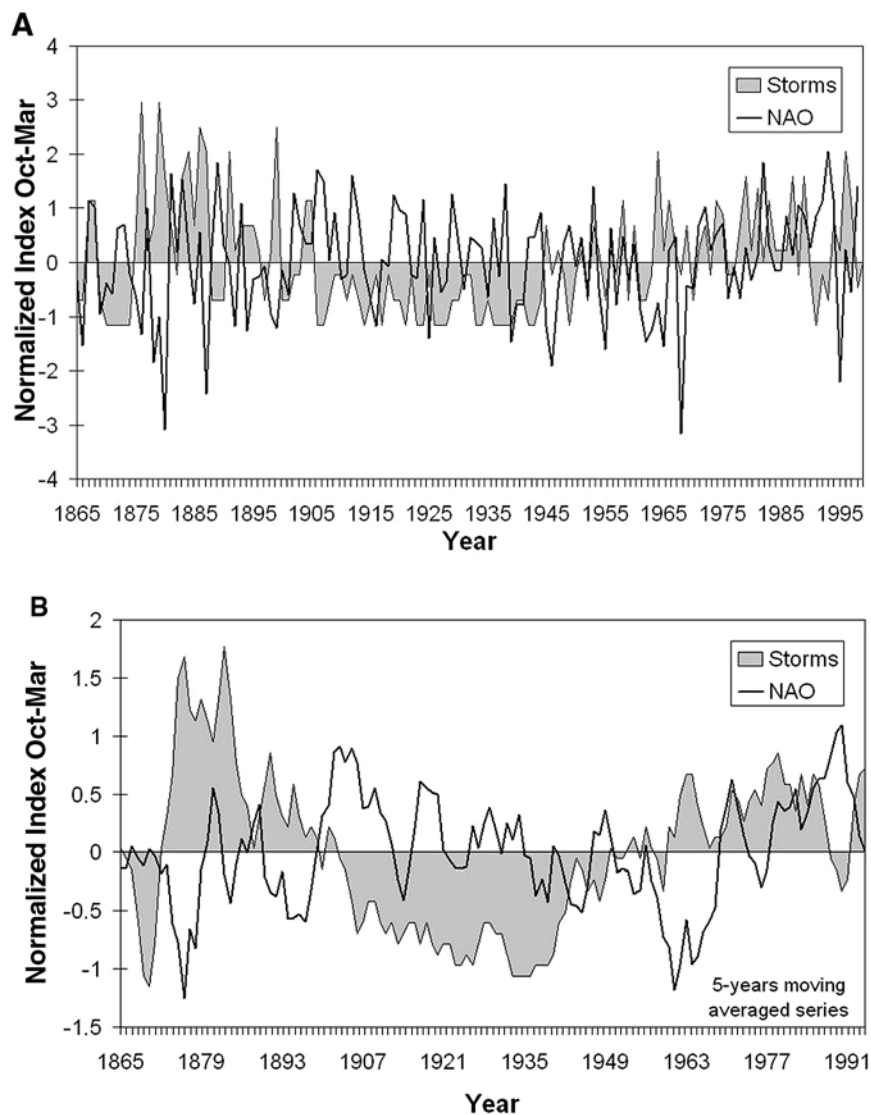 A
Normalized Index Oct-Mar
4
3
2
1
0
-1
-2
-3
-4
Storms
NAO
1865 1875 1885 1895 1905 1915 1925 1935 1945 1955 1965 1975 1985 1995
Year
B
Normalized Index Oct-Mar
2
1.5
1
0.5
0
-0.5
-1
-1.5
Storms
NAO
5-years moving
averaged series
1865 1879 1893 1907 1921 1935 1949 1963 1977 1991
Year